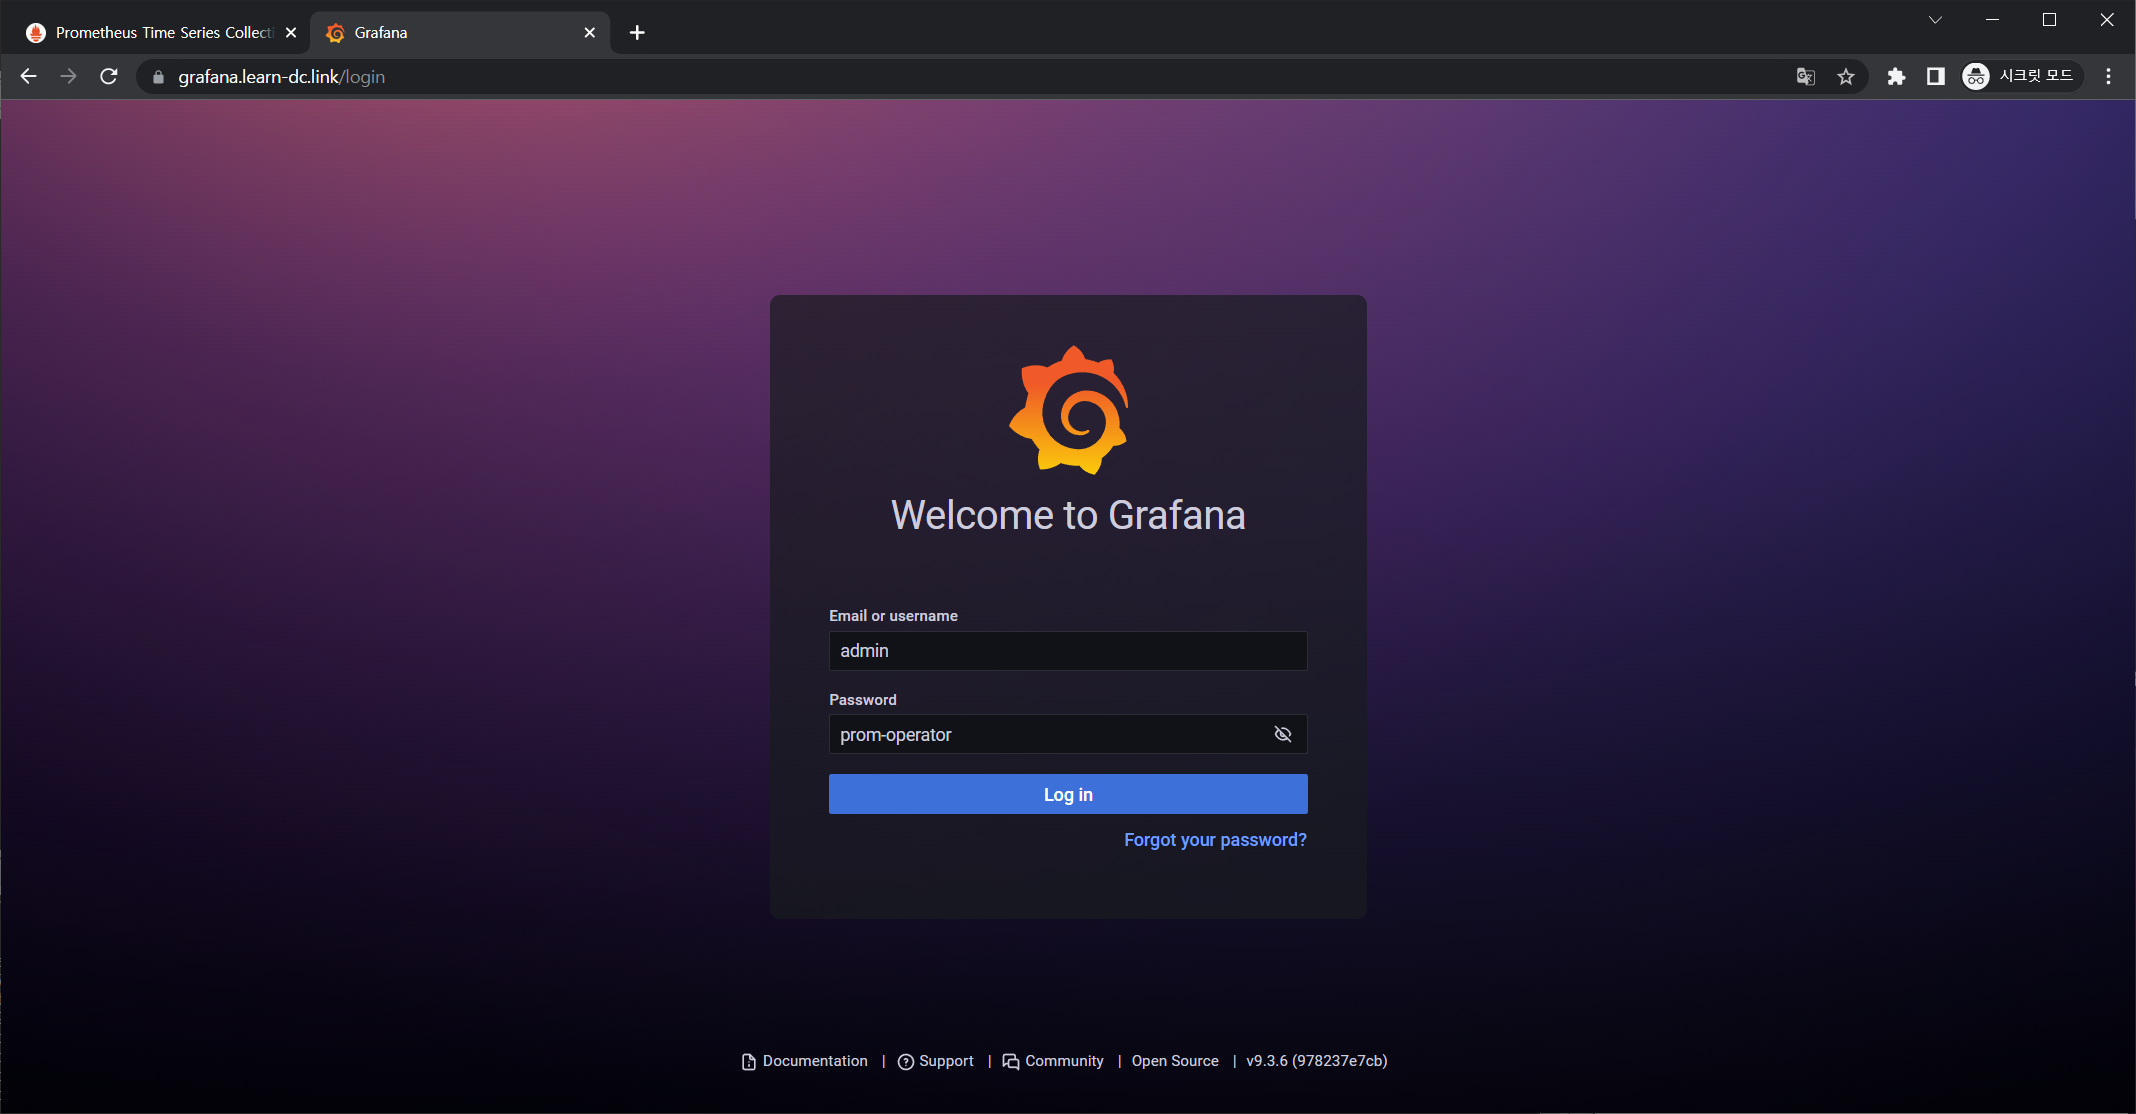 Prometheus Time Series Collecti
Grafana
grafana.learn-dc.link/login
시크릿 모드
Welcome to Grafana
Email or username
admin
Password
prom-operator
Log in
Forgot your password?
Documentation | Support | Community | Open Source | v9.3.6 (978237e7cb)